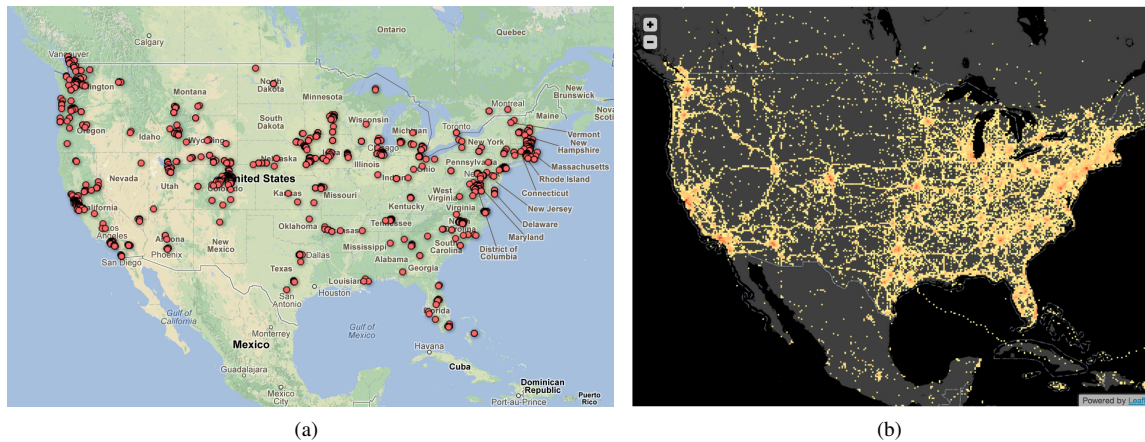 Vancouver
Calgary
Ontario
Quebec
New
Brunswick
Nova
Scotia
North
Dakota
Montana
Minnesota
Montreal
Maine
Wisconsin
Michigan
Toronto
Vermont
Oregon
Idaho
South
Dakota
New
Hampshire
Wyoming
New York
Massachusetts
Chicago
Rhode Island
Pennsylvania
Connecticut
Nevada
Utah
United States
Illinois
Ohio
New Jersey
Colorado
Kansas
Missouri
West
Virginia
Delaware
Kentucky
Virginia
Maryland
California
Los
Angeles
Oklahoma
Tennessee
North
Carolina
District of
Columbia
Arizona
Phoenix
New
Mexico
Mississippi
South
Carolina
San Diego
Dallas
Alabama
Georgia
Texas
Louisiana
San
Antonio
Houston
Gulf of
California
Florida
Monterrey
Gulf of
Mexico
Mexico
Havana
Guadalajara
Cuba
Mexico
City
Dominican
Republic
Port-au-Prince
Puerto
Rico
+
−
Powered by Leafl
(a)
(b)